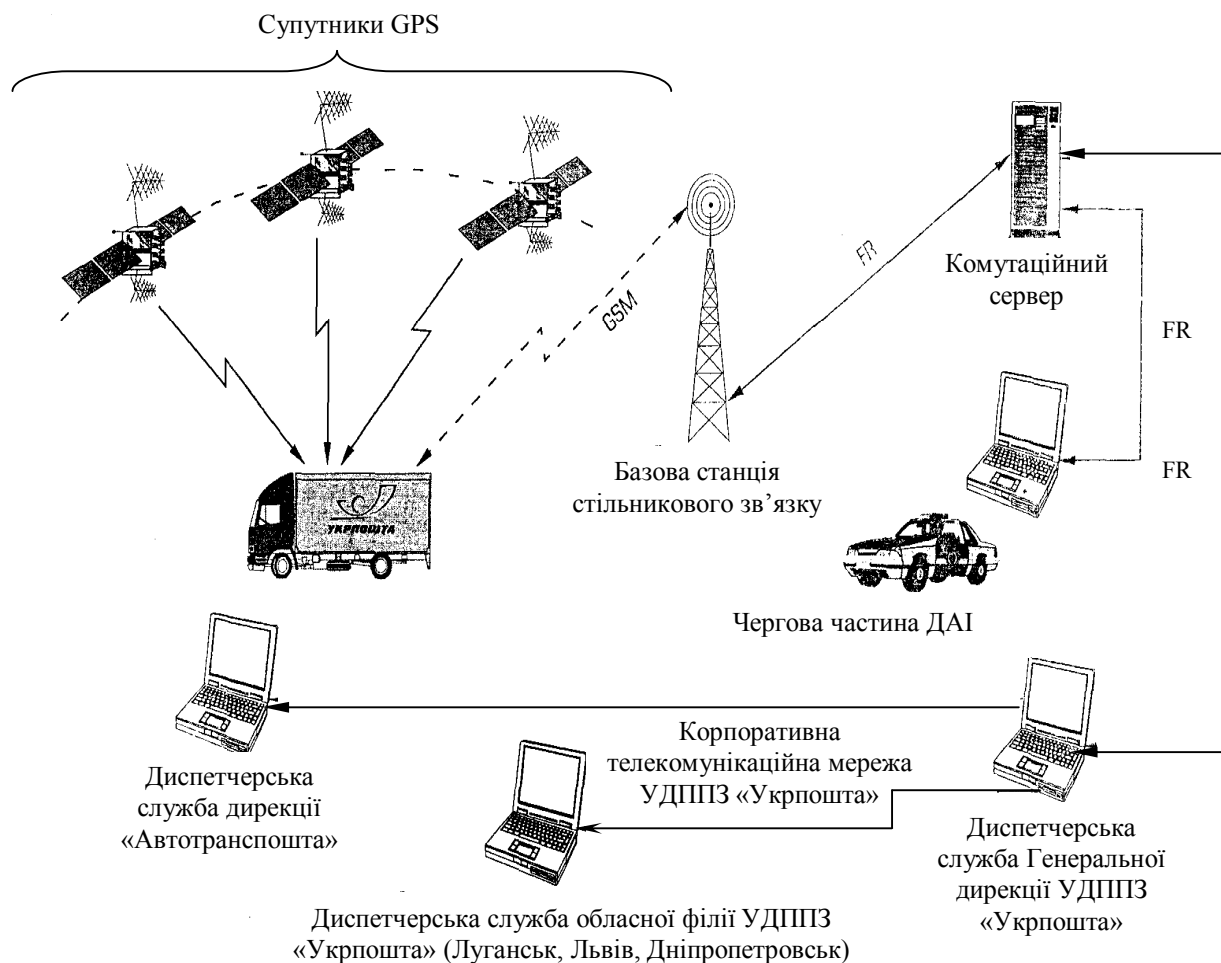 Супутники GPS
GSM
FR
Комутаційний
сервер
FR
FR
УКРПОШТА
Базова станція
стільникового зв’язку
Чергова частина ДАІ
Корпоративна
телекомунікаційна мережа
УДППЗ «Укрпошта»
Диспетчерська
служба дирекції
«Автотранспошта»
Диспетчерська
служба Генеральної
дирекції УДППЗ
«Укрпошта»
Диспетчерська служба обласної філії УДППЗ
«Укрпошта» (Луганськ, Львів, Дніпропетровськ)